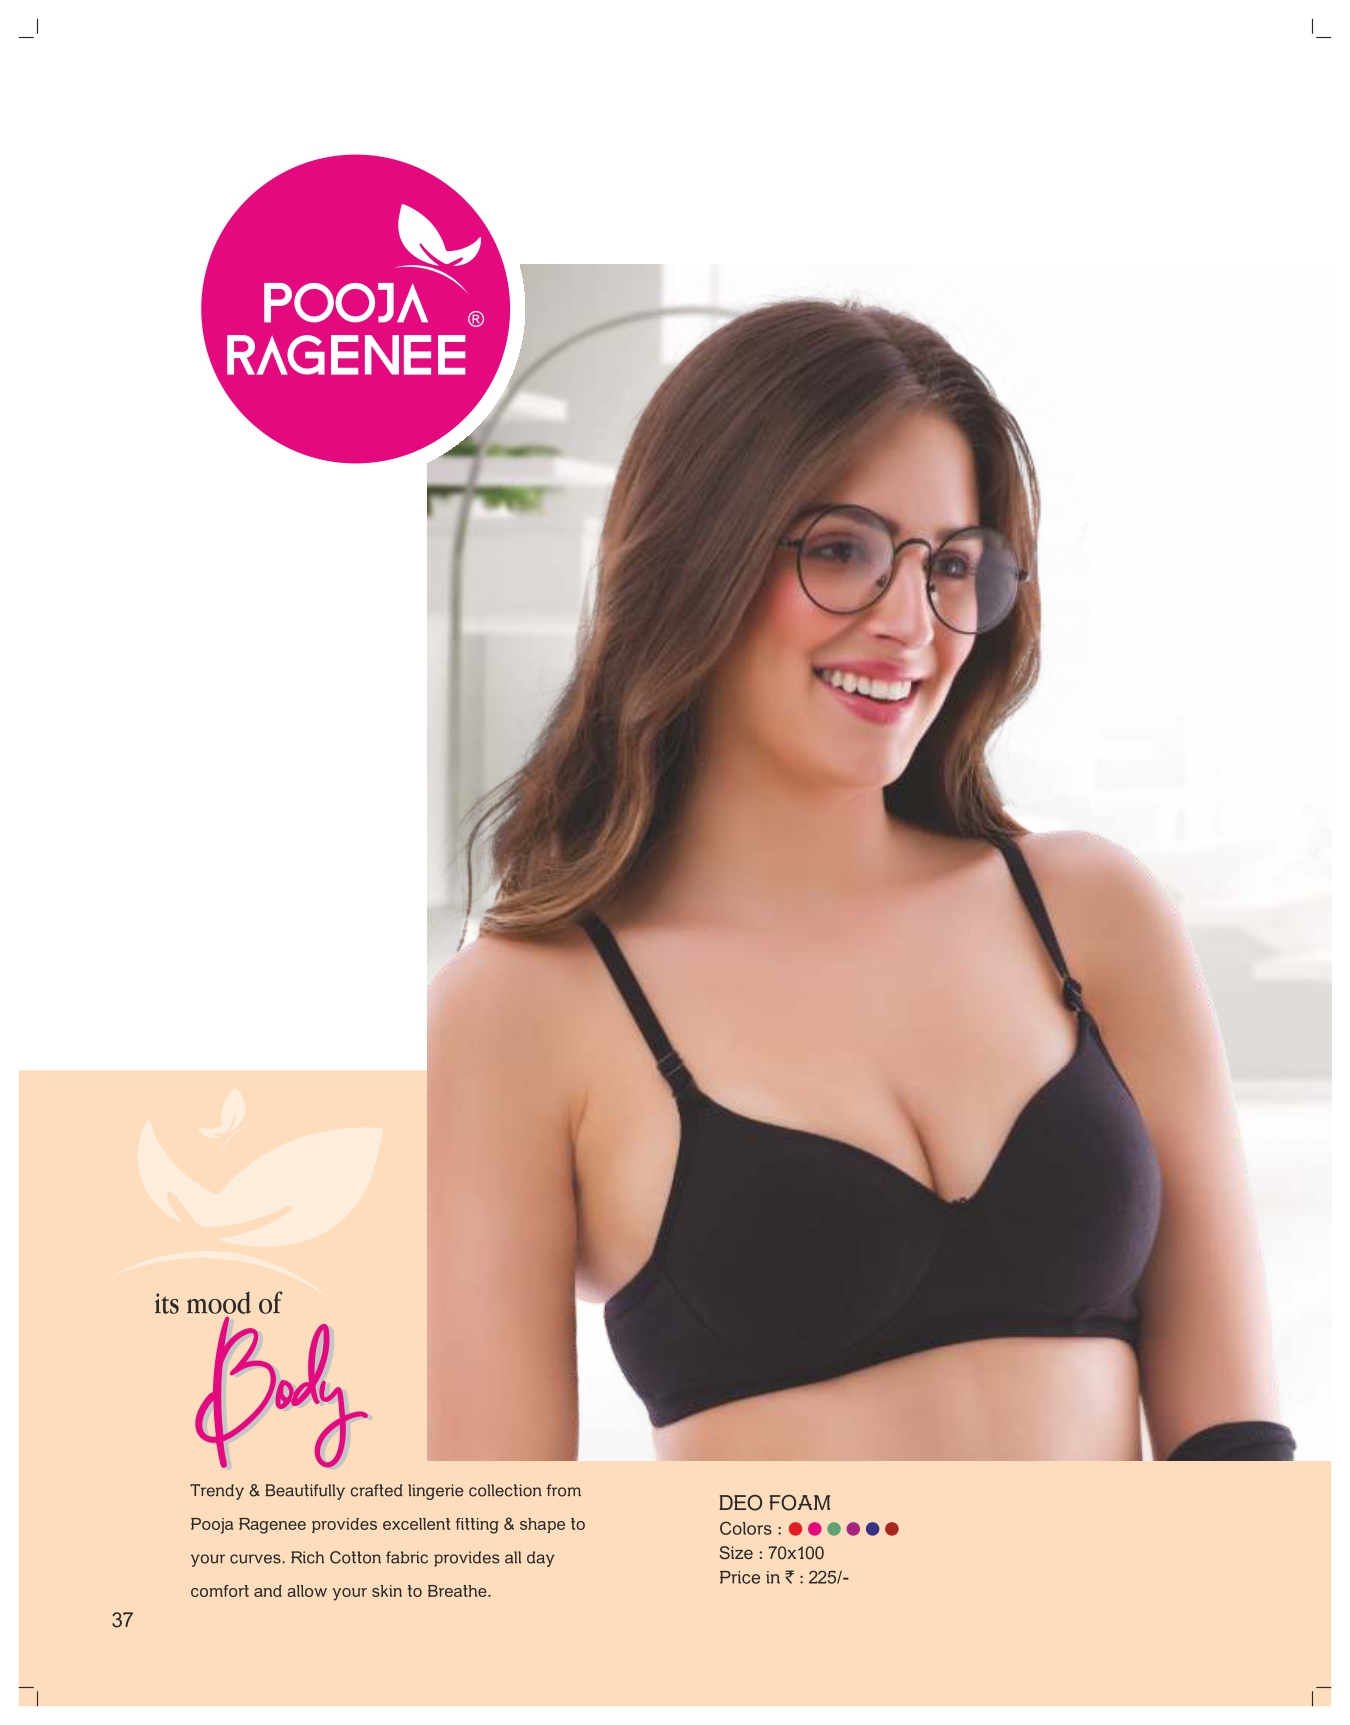 POOJA
RAGENEE
®
its mood of
Body
Trendy & Beautifully crafted lingerie collection from
Pooja Ragenee provides excellent fitting & shape to
your curves. Rich Cotton fabric provides all day
comfort and allow your skin to Breathe.
DEO FOAM
Colors :
Size : 70x100
Price in ₹ : 225/-
37